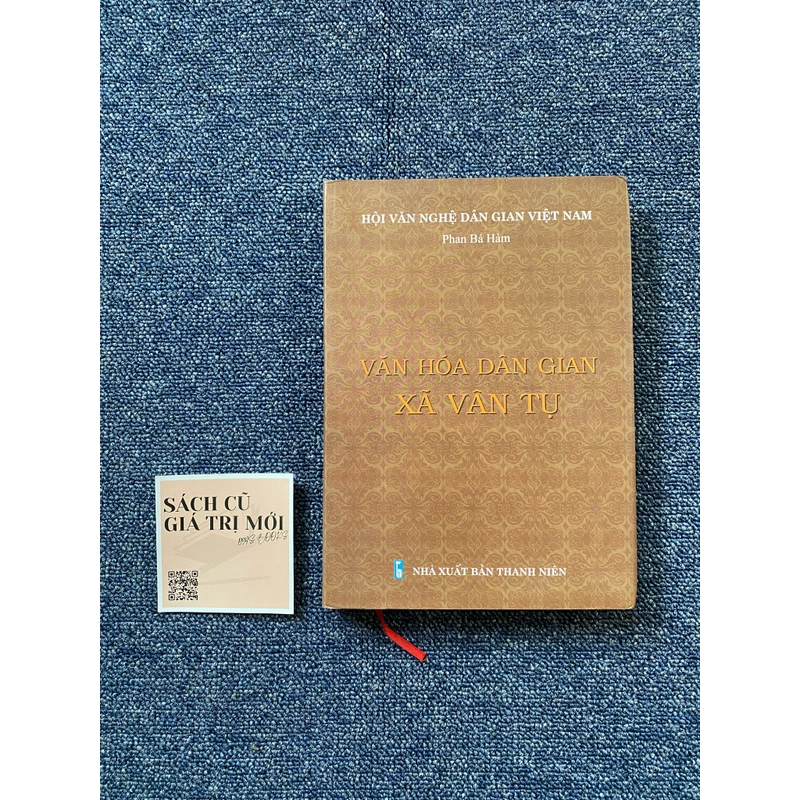 HỘI VĂN NGHỆ DÂN GIAN VIỆT NAM
Phan Bá Hàm
VĂN HÓA DÂN GIAN
XÃ VÂN TỤ
NHÀ XUẤT BẢN THANH NIÊN
SÁCH CŨ
GIÁ TRỊ MỚI